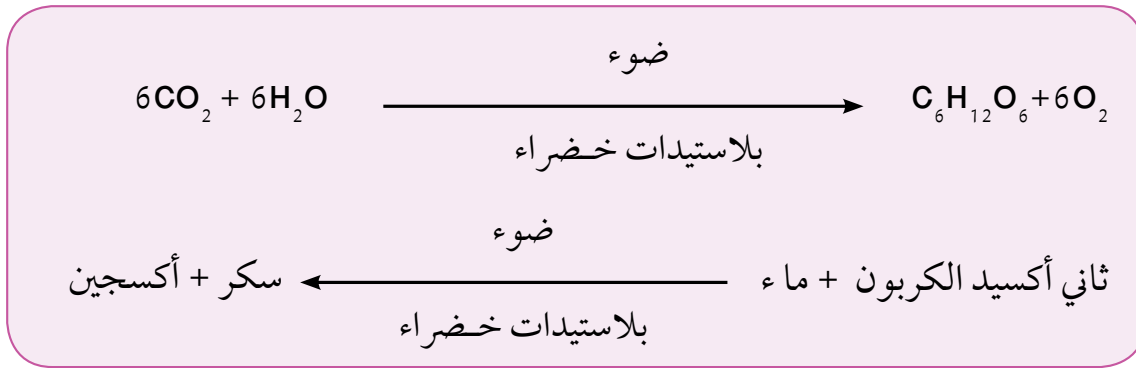 ضوء
6CO₂ + 6H₂O → C₆H₁₂O₆+6O₂
بلاستيدات خضراء
ضوء
ثاني أكسيد الكربون + ماء ← سكر + أكسجين
بلاستيدات خضراء